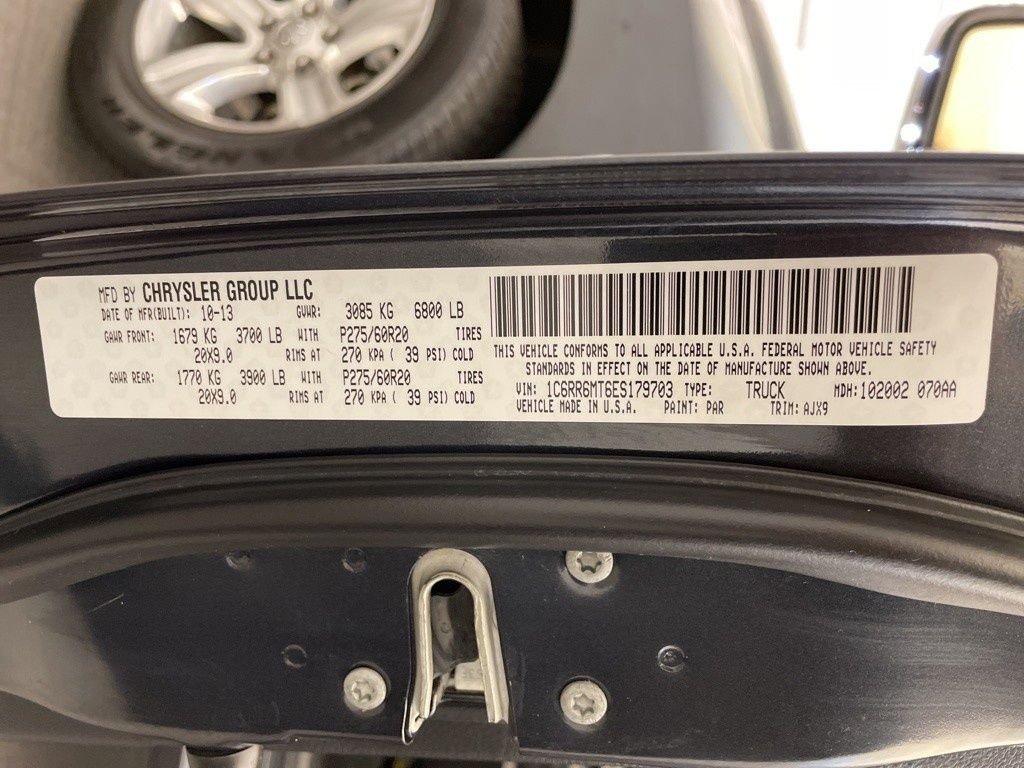 ANGLER
MFD BY CHRYSLER GROUP LLC
DATE OF MFR(BUILT): 10-13 GVWR: 3085 KG 6800 LB
GAWR FRONT: 1679 KG 3700 LB WITH P275/60R20 TIRES
20X9.0 RIMS AT 270 KPA ( 39 PSI) COLD
GAWR REAR: 1770 KG 3900 LB WITH P275/60R20 TIRES
20X9.0 RIMS AT 270 KPA ( 39 PSI) COLD
THIS VEHICLE CONFORMS TO ALL APPLICABLE U.S.A. FEDERAL MOTOR VEHICLE SAFETY
STANDARDS IN EFFECT ON THE DATE OF MANUFACTURE SHOWN ABOVE.
VIN: 1C6RR6MT6ES179703 TYPE: TRUCK MDH:102002 070AA
VEHICLE MADE IN U.S.A. PAINT: PAR TRIM: AJX9